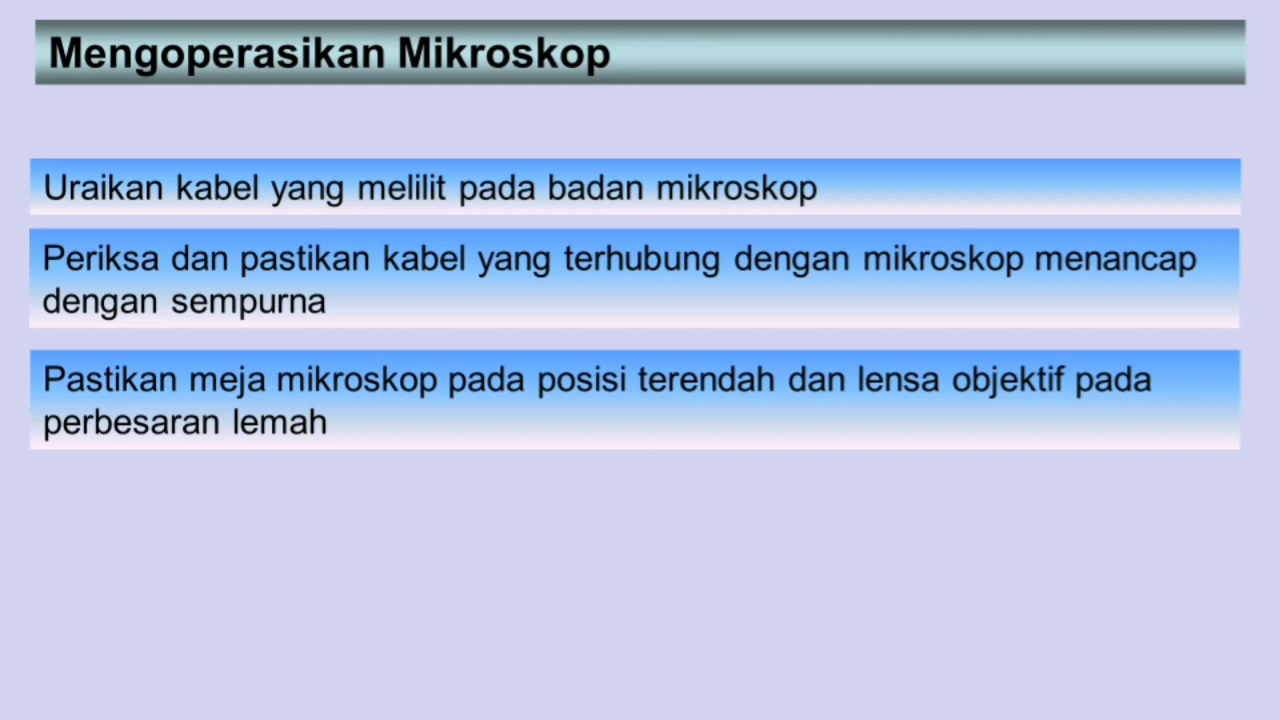 Mengoperasikan Mikroskop
Uraikan kabel yang melilit pada badan mikroskop
Periksa dan pastikan kabel yang terhubung dengan mikroskop menancap
dengan sempurna
Pastikan meja mikroskop pada posisi terendah dan lensa objektif pada
perbesaran lemah